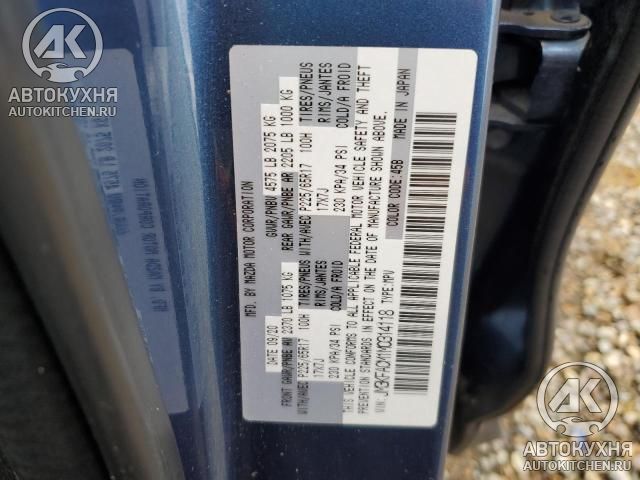 MFD. BY MAZDA MOTOR CORPORATION
DATE 09/20 GVWR/PNBV 4575 LB 2075 KG
FRONT GAWR/PNBE AV 2370 LB 1075 KG REAR GAWR/PNBE AR 2205 LB 1000 KG
WITH/AVEC P225/65R17 100H TIRES/PNEUS WITH/AVEC P225/65R17 100H TIRES/PNEUS
17X7J RIMS/JANTES 17X7J RIMS/JANTES
230 KPA/34 PSI COLD/A FROID 230 KPA/34 PSI COLD/A FROID
THIS VEHICLE CONFORMS TO ALL APPLICABLE FEDERAL MOTOR VEHICLE SAFETY AND THEFT
PREVENTION STANDARDS IN EFFECT ON THE DATE OF MANUFACTURE SHOWN ABOVE.
VIN: JM3KFACM1M0314118 TYPE: MPV COLOR CODE: 45B MADE IN JAPAN
АК
АВТОКУХНЯ
AUTOKITCHEN.RU
АК
АВТОКУХНЯ
AUTOKITCHEN.RU